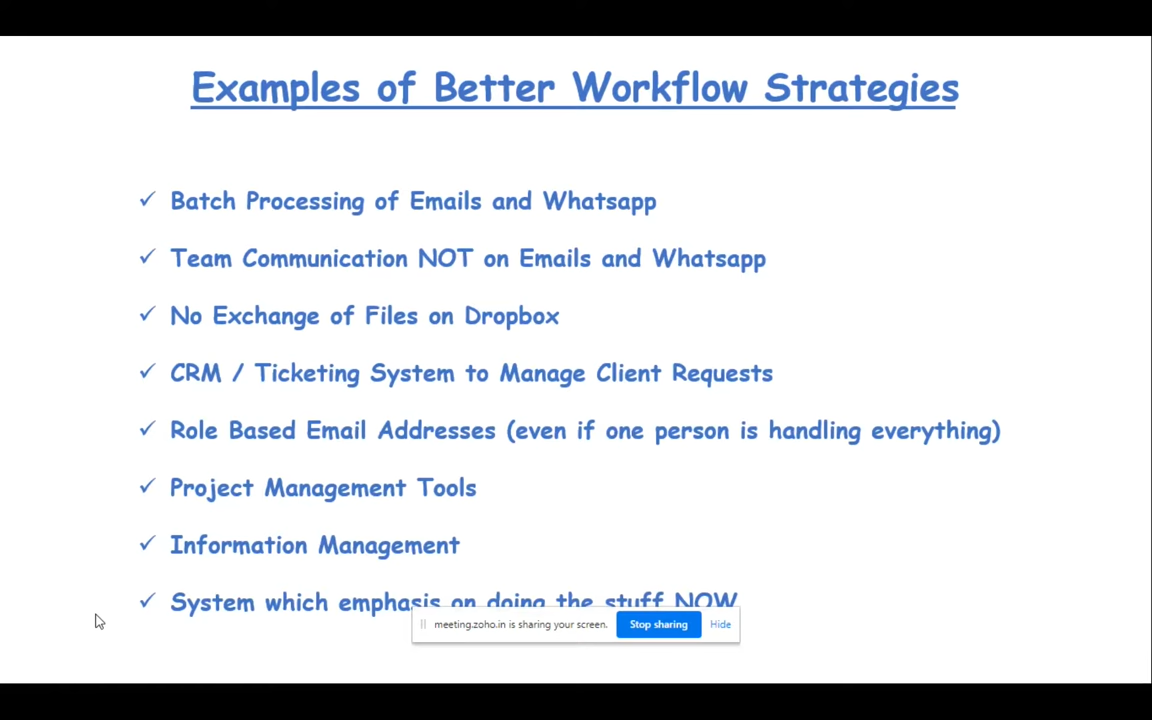 Examples of Better Workflow Strategies
✓ Batch Processing of Emails and Whatsapp
✓ Team Communication NOT on Emails and Whatsapp
✓ No Exchange of Files on Dropbox
✓ CRM / Ticketing System to Manage Client Requests
✓ Role Based Email Addresses (even if one person is handling everything)
✓ Project Management Tools
✓ Information Management
✓ System which emphasis on doing the stuff NOW
meeting.zoho.in is sharing your screen. Stop sharing Hide